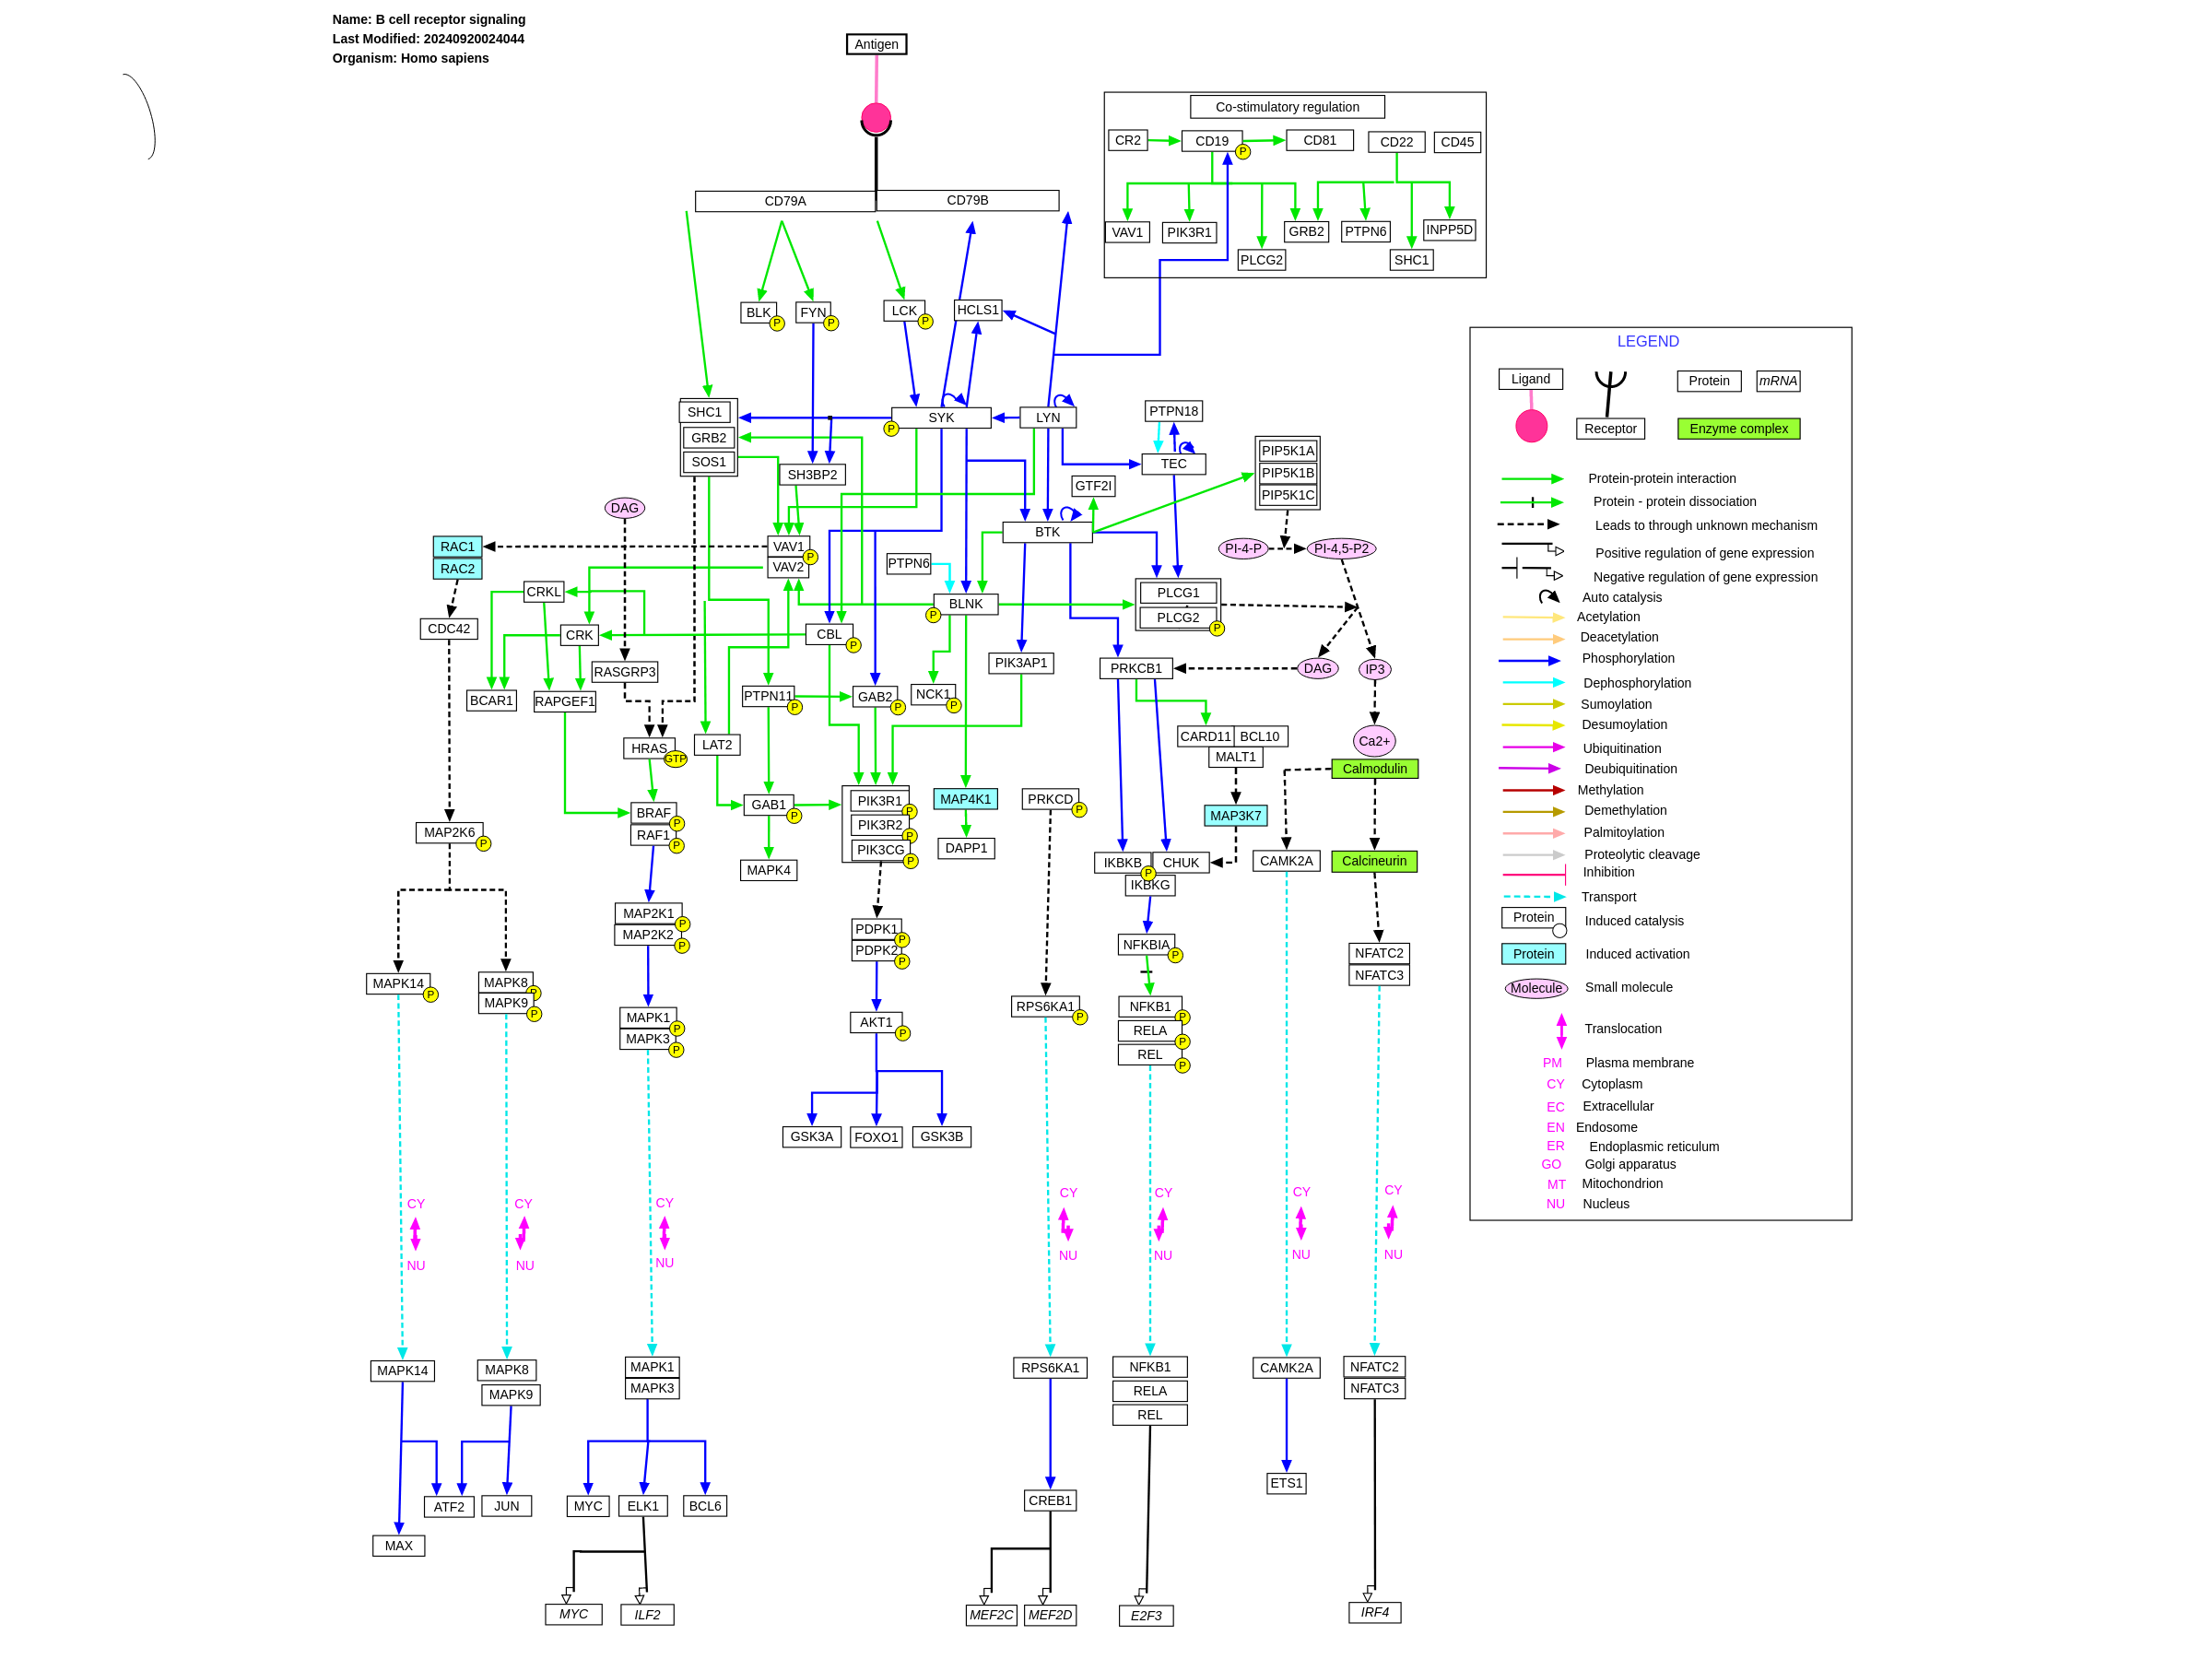 Name: B cell receptor signaling
Last Modified: 20240920024044
Organism: Homo sapiens
Antigen
Co-stimulatory regulation
CR2
CD19
P
CD81
CD22
CD45
VAV1
PIK3R1
GRB2
PTPN6
INPP5D
PLCG2
SHC1
CD79A
CD79B
BLK
P
FYN
P
LCK
P
HCLS1
SHC1
GRB2
SOS1
SYK
P
LYN
PTPN18
TEC
SH3BP2
GTF2I
PIP5K1A
PIP5K1B
PIP5K1C
DAG
BTK
RAC1
RAC2
VAV1
P
VAV2
PTPN6
PI-4-P
PI-4,5-P2
CRKL
BLNK
P
PLCG1
PLCG2
P
CDC42
CRK
CBL
P
RASGRP3
PIK3AP1
PRKCB1
DAG
IP3
BCAR1
RAPGEF1
PTPN11
P
GAB2
P
NCK1
P
HRAS
GTP
LAT2
CARD11
BCL10
MALT1
Ca2+
Calmodulin
BRAF
P
RAF1
P
GAB1
P
PIK3R1
P
PIK3R2
P
PIK3CG
P
MAP4K1
PRKCD
P
MAP3K7
MAP2K6
P
MAPK4
DAPP1
IKBKB
P
CHUK
IKBKG
CAMK2A
Calcineurin
MAP2K1
P
MAP2K2
P
PDPK1
P
PDPK2
P
NFKBIA
P
NFATC2
NFATC3
MAPK14
P
MAPK8
P
MAPK9
P
MAPK1
P
MAPK3
P
AKT1
P
RPS6KA1
P
NFKB1
P
RELA
P
REL
P
GSK3A
FOXO1
GSK3B
CY
NU
CY
NU
CY
NU
CY
NU
CY
NU
CY
NU
CY
NU
MAPK14
MAPK8
MAPK9
MAPK1
MAPK3
RPS6KA1
NFKB1
RELA
REL
CAMK2A
NFATC2
NFATC3
ATF2
JUN
MYC
ELK1
BCL6
CREB1
ETS1
MAX
MYC
ILF2
MEF2C
MEF2D
E2F3
IRF4
LEGEND
Ligand
Receptor
Protein
mRNA
Enzyme complex
Protein-protein interaction
Protein - protein dissociation
Leads to through unknown mechanism
Positive regulation of gene expression
Negative regulation of gene expression
Auto catalysis
Acetylation
Deacetylation
Phosphorylation
Dephosphorylation
Sumoylation
Desumoylation
Ubiquitination
Deubiquitination
Methylation
Demethylation
Palmitoylation
Proteolytic cleavage
Inhibition
Transport
Protein
Induced catalysis
Protein
Induced activation
Molecule
Small molecule
Translocation
PM Plasma membrane
CY Cytoplasm
EC Extracellular
EN Endosome
ER Endoplasmic reticulum
GO Golgi apparatus
MT Mitochondrion
NU Nucleus